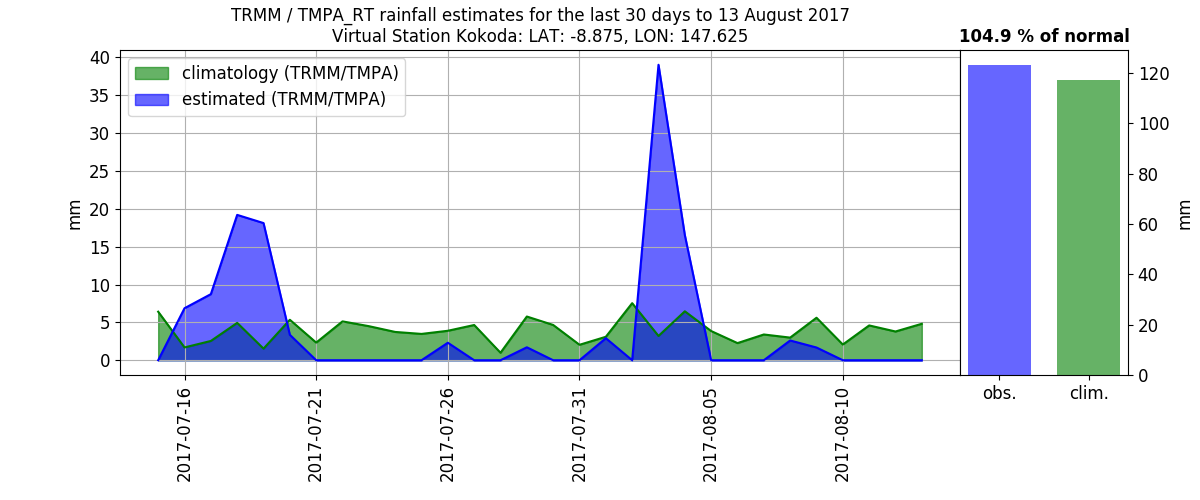 TRMM / TMPA_RT rainfall estimates for the last 30 days to 13 August 2017
Virtual Station Kokoda: LAT: -8.875, LON: 147.625
104.9 % of normal
climatology (TRMM/TMPA)
estimated (TRMM/TMPA)
40
35
30
25
20
15
10
5
0
mm
2017-07-16
2017-07-21
2017-07-26
2017-07-31
2017-08-05
2017-08-10
120
100
80
60
40
20
0
mm
obs.
clim.